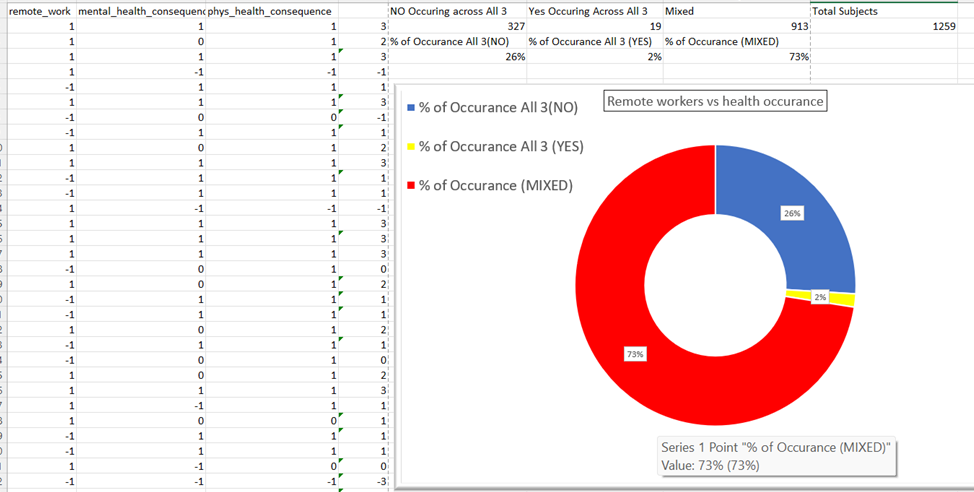 remote_work mental_health_consequenc phys_health_consequence NO Occuring across All 3 Yes Occuring Across All 3 Mixed Total Subjects
1 1 1 3 327 19 913 1259
1 0 1 2 % of Occurance All 3(NO) % of Occurance All 3 (YES) % of Occurance (MIXED)
1 1 1 3 26% 2% 73%
1 -1 -1 -1
-1 1 1 1
1 1 1 3
-1 0 0 -1
-1 1 1 1
1 0 1 2
1 1 1 3
-1 1 1 1
-1 1 1 1
1 -1 -1 -1
1 1 1 3
1 1 1 3
1 1 1 3
-1 0 1 0
1 0 1 2
-1 1 1 1
-1 1 1 1
1 0 1 2
-1 1 1 1
-1 0 1 0
1 0 1 2
1 1 1 3
1 -1 1 1
1 0 0 1
-1 1 1 1
-1 1 1 1
1 -1 0 0
-1 -1 -1 -3
Remote workers vs health occurance
% of Occurance All 3(NO)
% of Occurance All 3 (YES)
% of Occurance (MIXED)
26%
2%
73%
Series 1 Point "% of Occurance (MIXED)"
Value: 73% (73%)